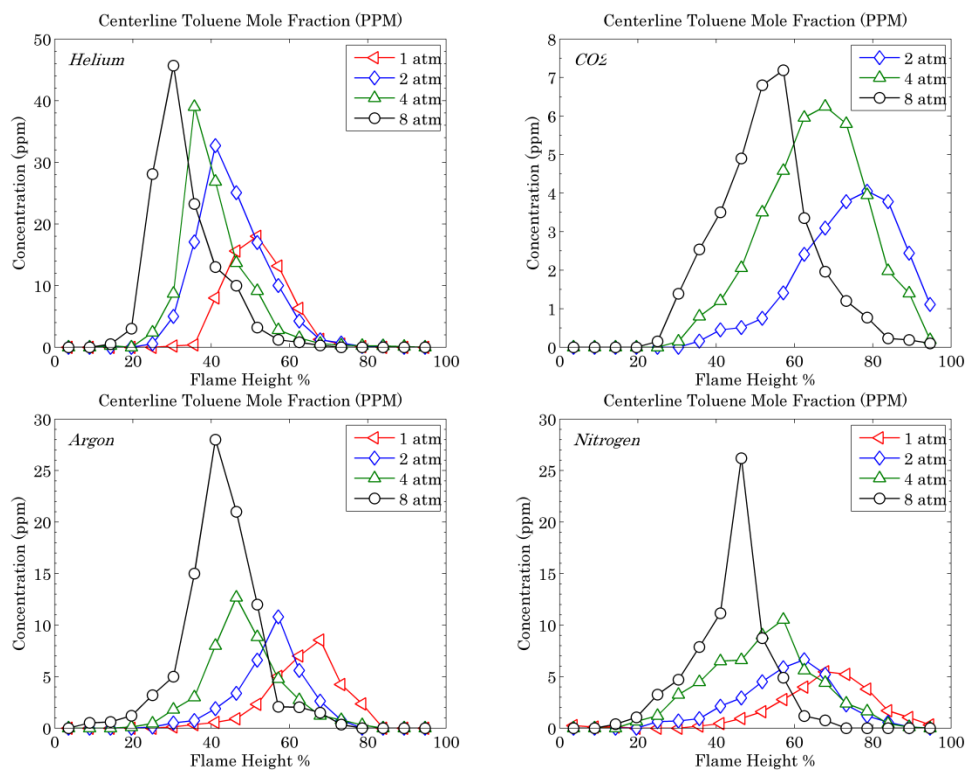 Centerline Toluene Mole Fraction (PPM)
Helium
1 atm
2 atm
4 atm
8 atm
50
40
30
20
10
0
Concentration (ppm)
0 20 40 60 80 100
Flame Height %
Centerline Toluene Mole Fraction (PPM)
CO2
2 atm
4 atm
8 atm
8
7
6
5
4
3
2
1
0
Concentration (ppm)
0 20 40 60 80 100
Flame Height %
Centerline Toluene Mole Fraction (PPM)
Argon
1 atm
2 atm
4 atm
8 atm
30
25
20
15
10
5
0
Concentration (ppm)
0 20 40 60 80 100
Flame Height %
Centerline Toluene Mole Fraction (PPM)
Nitrogen
1 atm
2 atm
4 atm
8 atm
30
25
20
15
10
5
0
Concentration (ppm)
0 20 40 60 80 100
Flame Height %